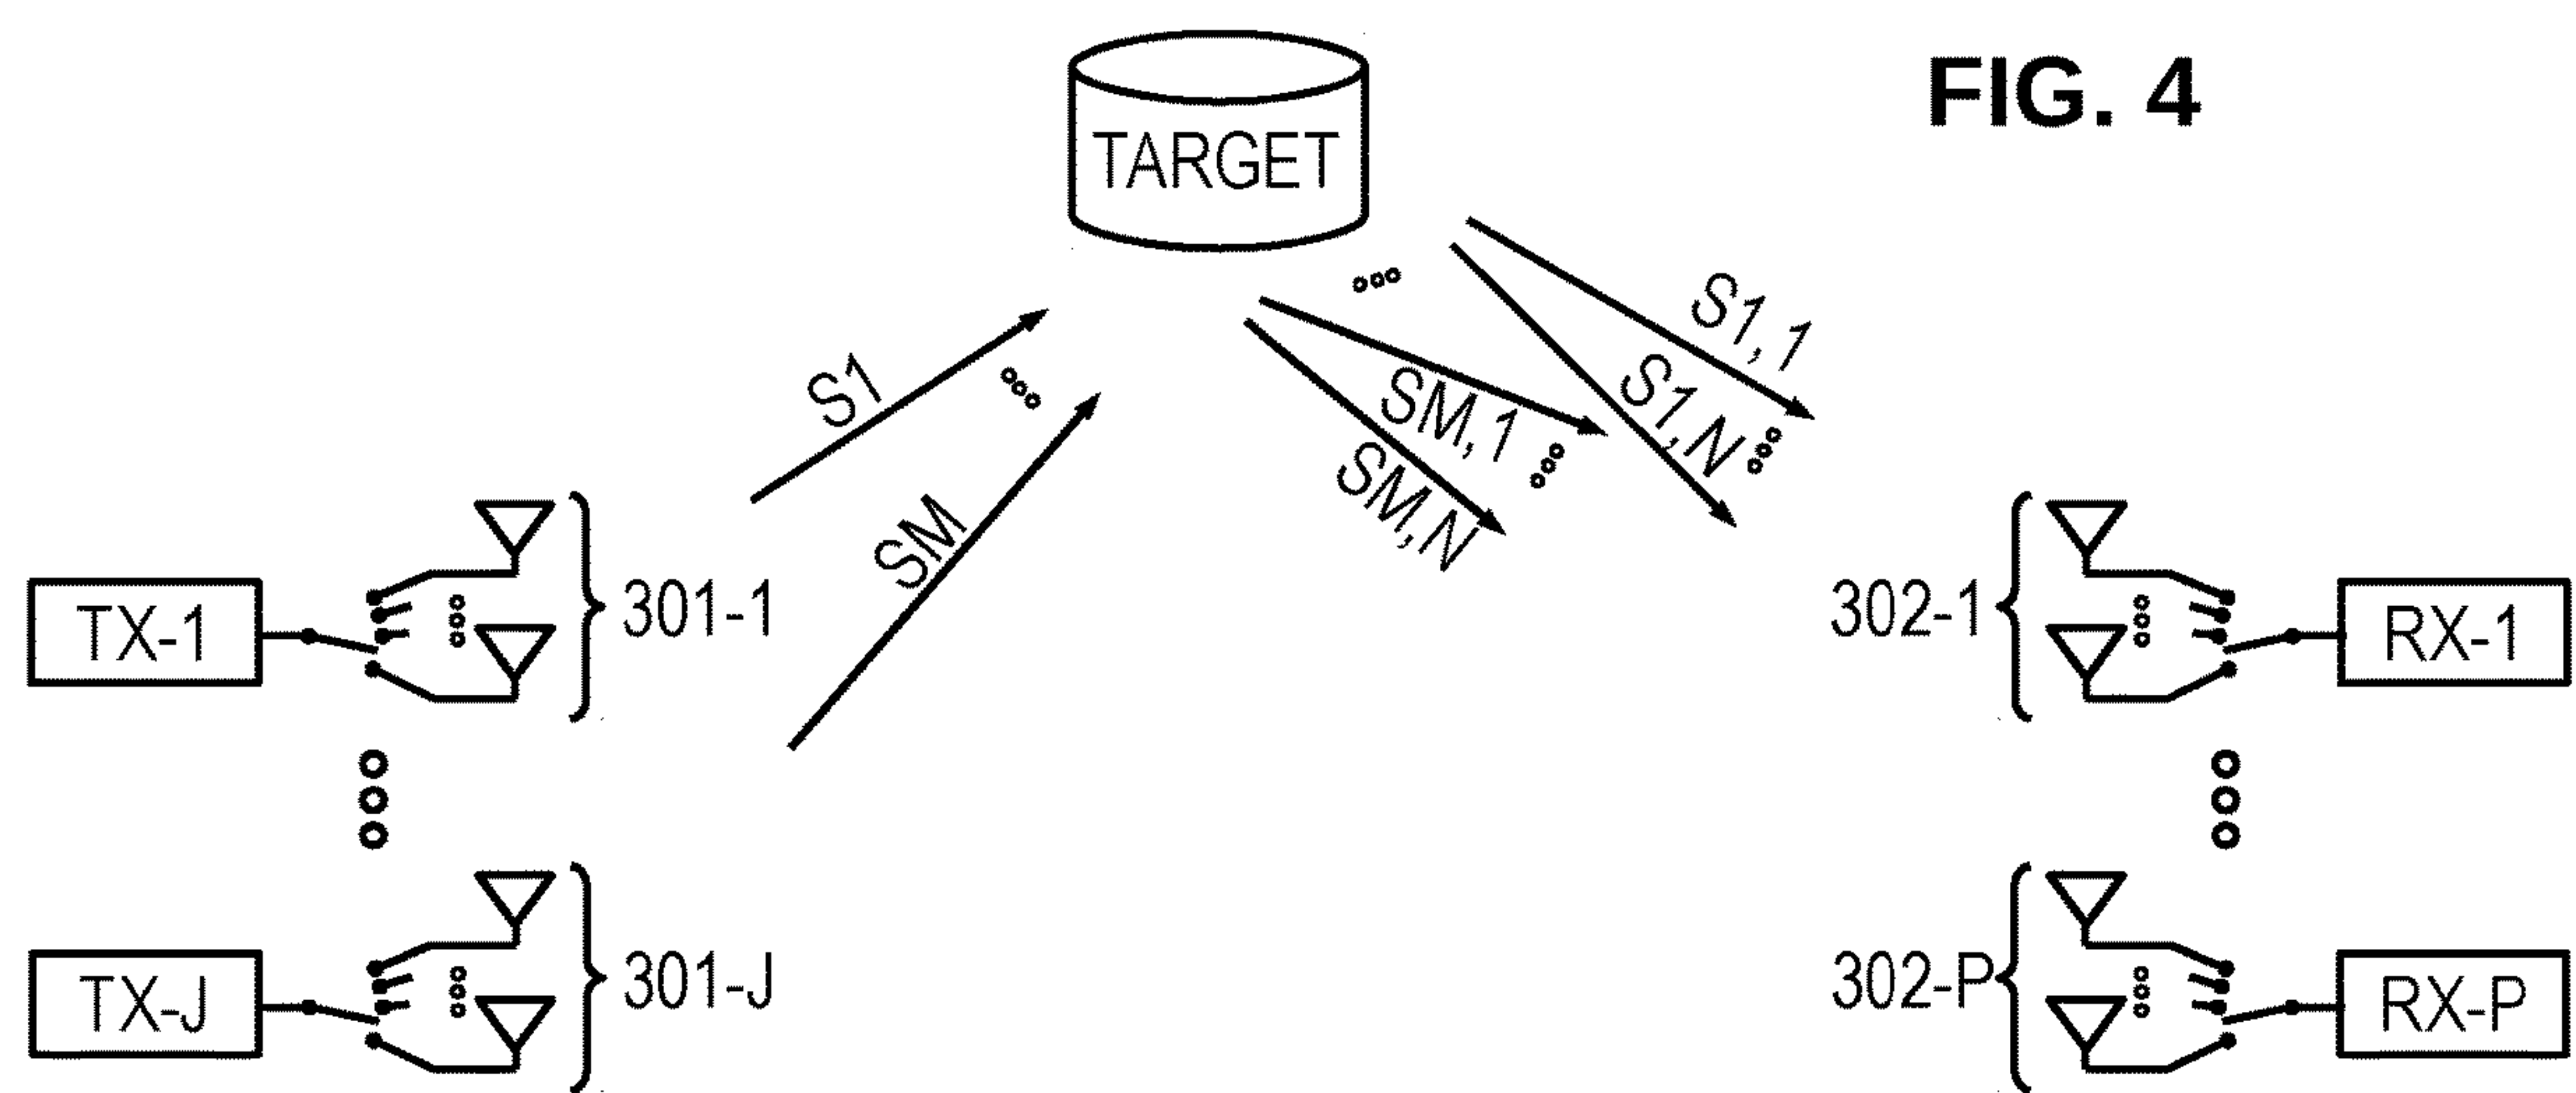 FIG. 4
TARGET
S1
SM
S1,1
S1,N
SM,1
SM,N
TX-1
301-1
302-1
RX-1
TX-J
301-J
302-P
RX-P